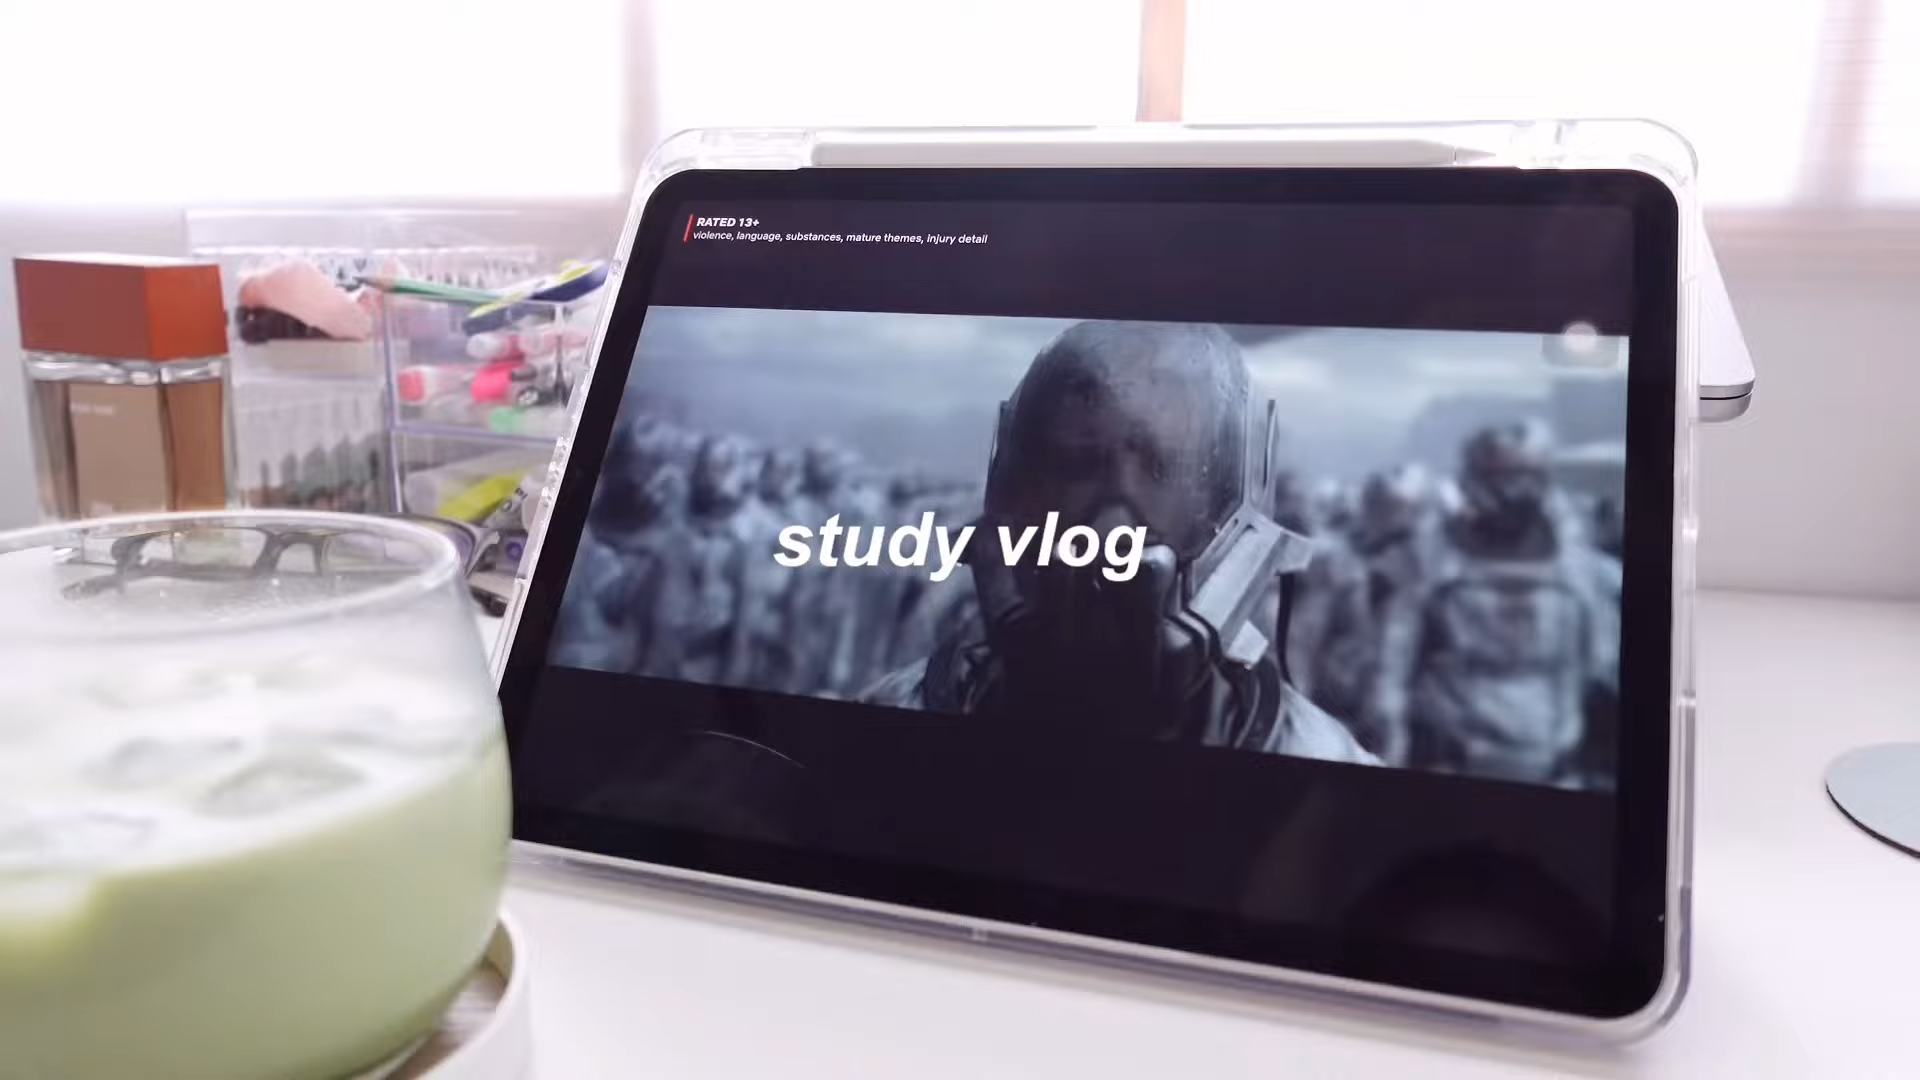 RATED 13+
violence, language, substances, mature themes, injury detail
study vlog